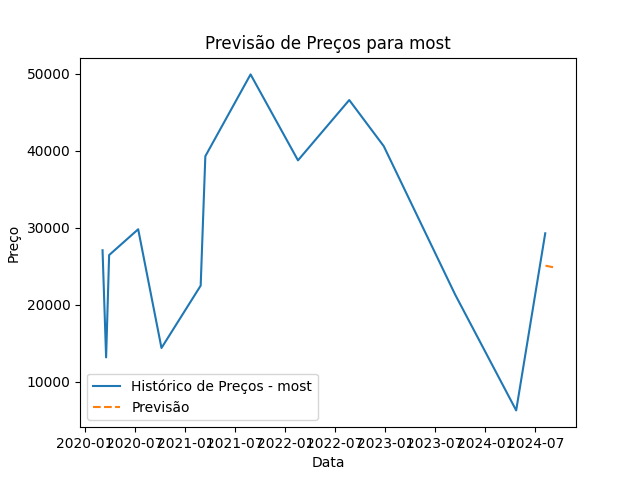 Previsão de Preços para most
Preço
50000
40000
30000
20000
10000
Histórico de Preços - most
Previsão
2020-01 2020-07 2021-01 2021-07 2022-01 2022-07 2023-01 2023-07 2024-01 2024-07
Data